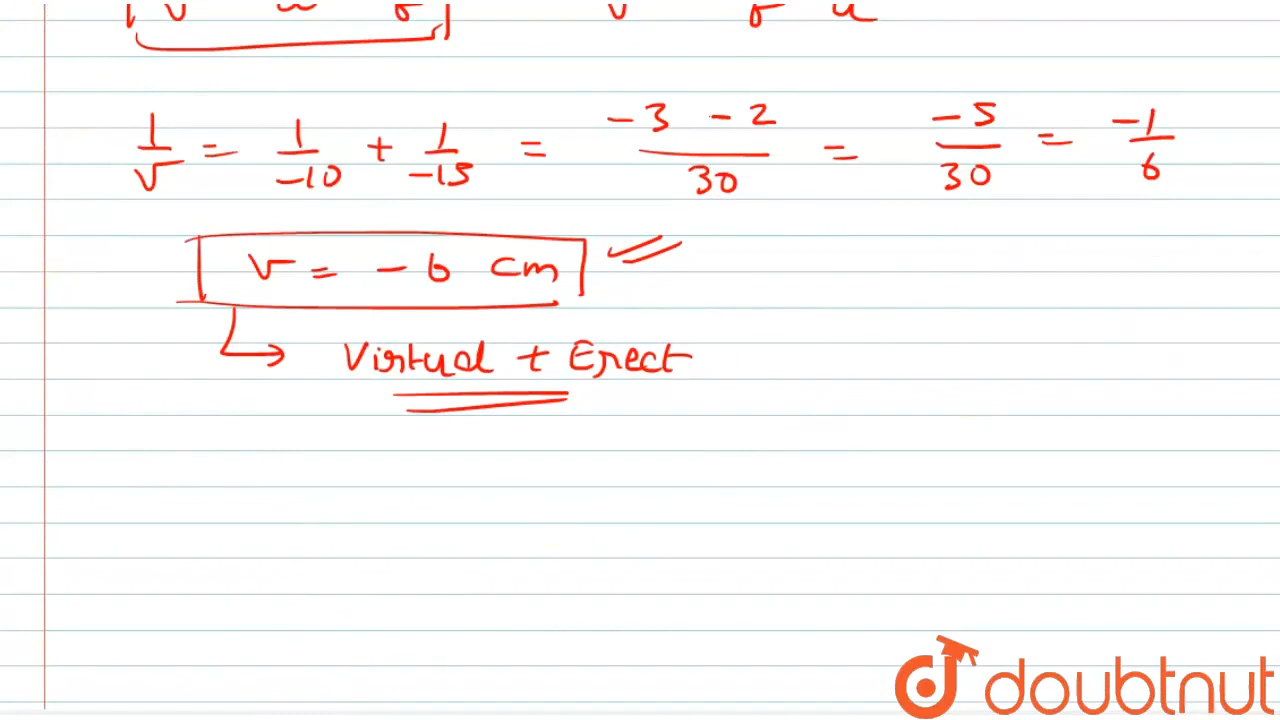 1/v = 1/-10 + 1/-15 = -3 -2/30 = -5/30 = -1/6
v = -6 cm
Virtual + Erect
doubtnut